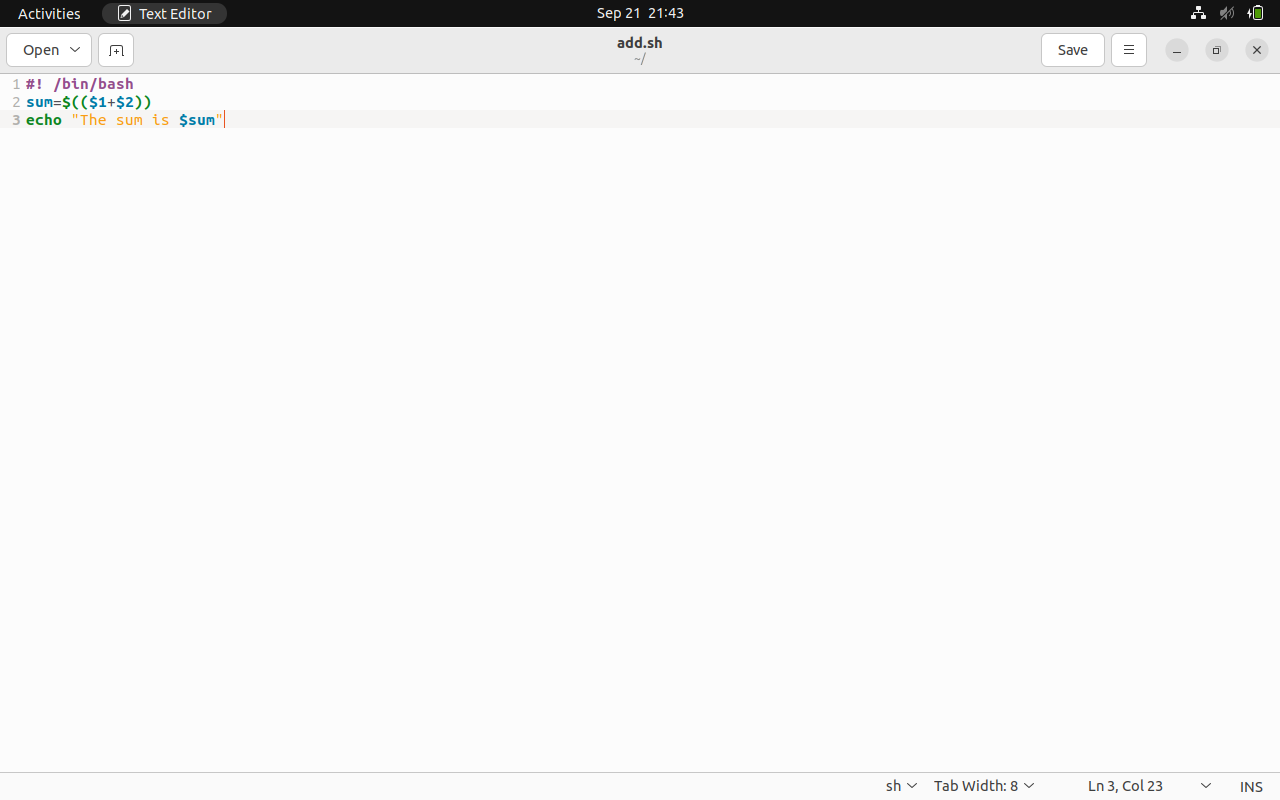 Activities Text Editor Sep 21 21:43
Open add.sh Save
~/
1 #! /bin/bash
2 sum=$(($1+$2))
3 echo "The sum is $sum"
sh Tab Width: 8 Ln 3, Col 23 INS